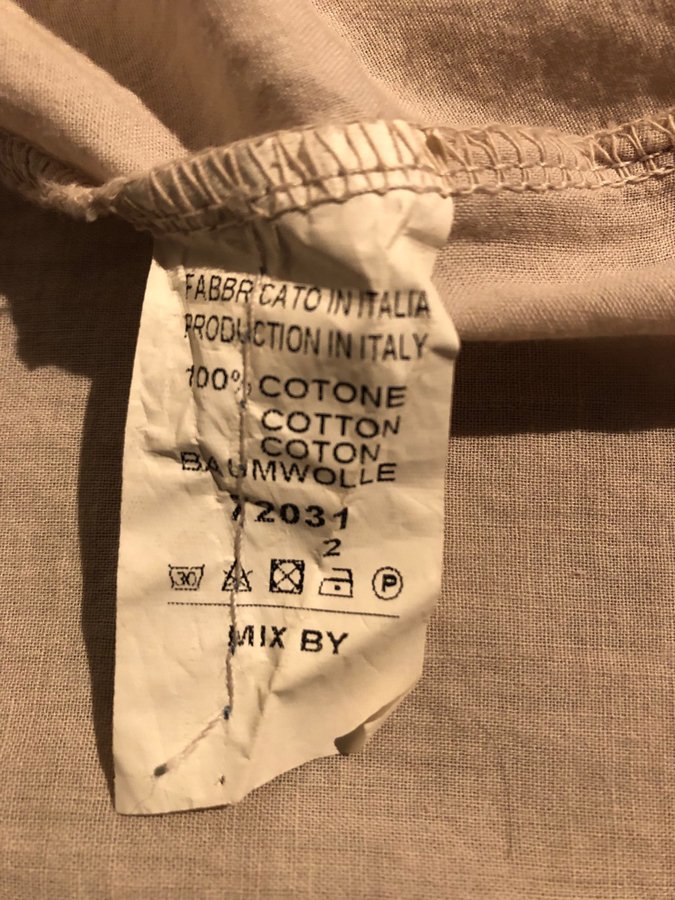 FABBRICATO IN ITALIA
PRODUCTION IN ITALY
100% COTONE
COTTON
COTON
BAUMWOLLE
72031
2
30 P
MIX BY